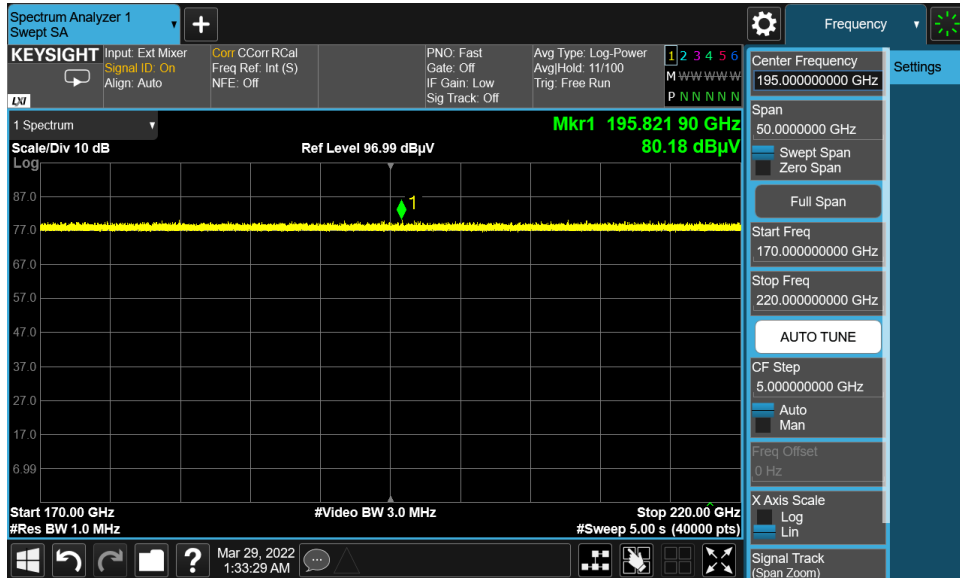 Spectrum Analyzer 1
Swept SA
Frequency
KEYSIGHT
LXI
Input: Ext Mixer
Signal ID: On
Align: Auto
Corr CCorr RCal
Freq Ref: Int (S)
NFE: Off
PNO: Fast
Gate: Off
IF Gain: Low
Sig Track: Off
Avg Type: Log-Power
Avg|Hold: 11/100
Trig: Free Run
1 2 3 4 5 6
M W W W W W W
P N N N N N
1 Spectrum
Scale/Div 10 dB
Log
Ref Level 96.99 dBµV
Mkr1 195.821 90 GHz
80.18 dBµV
1
87.0
77.0
67.0
57.0
47.0
37.0
27.0
17.0
6.99
Start 170.00 GHz
#Res BW 1.0 MHz
#Video BW 3.0 MHz
Stop 220.00 GHz
#Sweep 5.00 s (40000 pts)
Center Frequency
195.000000000 GHz
Span
50.0000000 GHz
Swept Span
Zero Span
Full Span
Start Freq
170.000000000 GHz
Stop Freq
220.000000000 GHz
AUTO TUNE
CF Step
5.000000000 GHz
Auto
Man
Freq Offset
0 Hz
X Axis Scale
Log
Lin
Signal Track
(Span Zoom)
Settings
?
Mar 29, 2022
1:33:29 AM